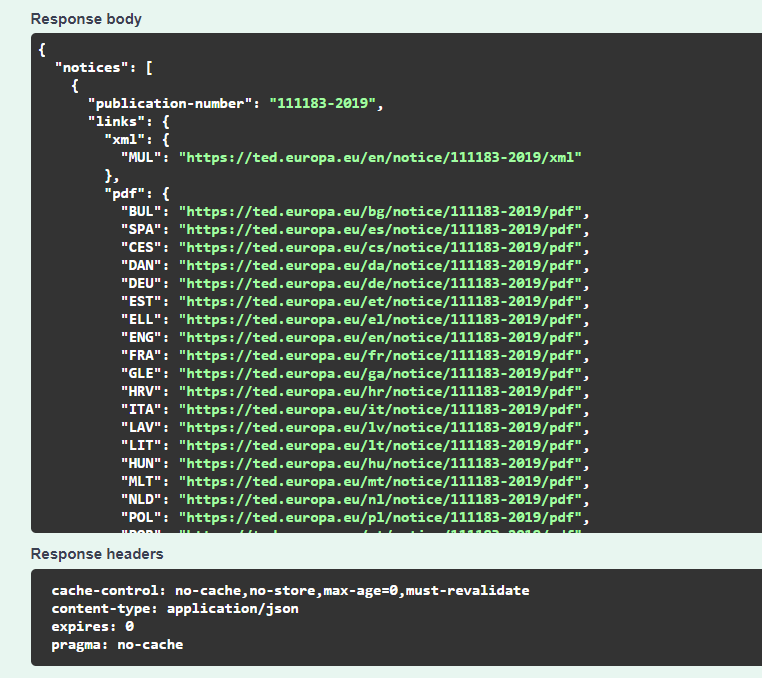 Response body
{
"notices": [
{
"publication-number": "111183-2019",
"links": {
"xml": {
"MUL": "https://ted.europa.eu/en/notice/111183-2019/xml"
},
"pdf": {
"BUL": "https://ted.europa.eu/bg/notice/111183-2019/pdf",
"SPA": "https://ted.europa.eu/es/notice/111183-2019/pdf",
"CES": "https://ted.europa.eu/cs/notice/111183-2019/pdf",
"DAN": "https://ted.europa.eu/da/notice/111183-2019/pdf",
"DEU": "https://ted.europa.eu/de/notice/111183-2019/pdf",
"EST": "https://ted.europa.eu/et/notice/111183-2019/pdf",
"ELL": "https://ted.europa.eu/el/notice/111183-2019/pdf",
"ENG": "https://ted.europa.eu/en/notice/111183-2019/pdf",
"FRA": "https://ted.europa.eu/fr/notice/111183-2019/pdf",
"GLE": "https://ted.europa.eu/ga/notice/111183-2019/pdf",
"HRV": "https://ted.europa.eu/hr/notice/111183-2019/pdf",
"ITA": "https://ted.europa.eu/it/notice/111183-2019/pdf",
"LAV": "https://ted.europa.eu/lv/notice/111183-2019/pdf",
"LIT": "https://ted.europa.eu/lt/notice/111183-2019/pdf",
"HUN": "https://ted.europa.eu/hu/notice/111183-2019/pdf",
"MLT": "https://ted.europa.eu/mt/notice/111183-2019/pdf",
"NLD": "https://ted.europa.eu/nl/notice/111183-2019/pdf",
"POL": "https://ted.europa.eu/pl/notice/111183-2019/pdf",
Response headers
cache-control: no-cache,no-store,max-age=0,must-revalidate
content-type: application/json
expires: 0
pragma: no-cache